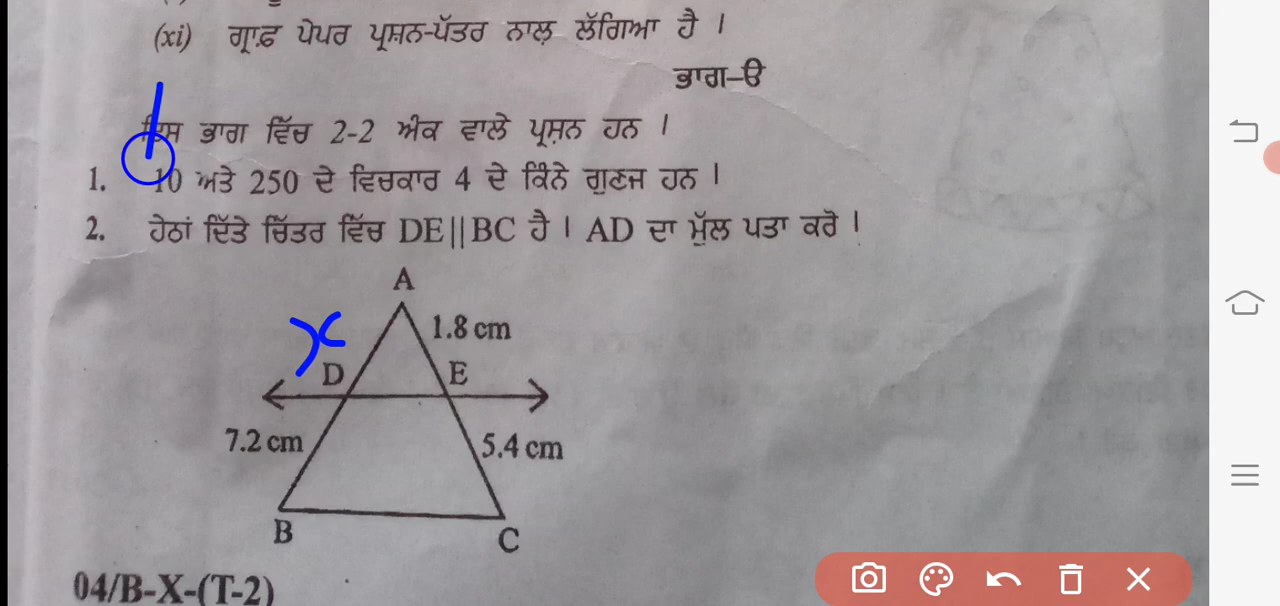 (xi) ਗ੍ਰਾਫ਼ ਪੇਪਰ ਪ੍ਰਸ਼ਨ-ਪੱਤਰ ਨਾਲ਼ ਲੱਗਿਆ ਹੈ ।
ਭਾਗ–ੳ
ਇਸ ਭਾਗ ਵਿੱਚ 2-2 ਅੰਕ ਵਾਲੇ ਪ੍ਰਸ਼ਨ ਹਨ ।
1. 10 ਅਤੇ 250 ਦੇ ਵਿਚਕਾਰ 4 ਦੇ ਕਿੰਨੇ ਗੁਣਜ ਹਨ ।
2. ਹੇਠਾਂ ਦਿੱਤੇ ਚਿੱਤਰ ਵਿੱਚ DE||BC ਹੈ । AD ਦਾ ਮੁੱਲ ਪਤਾ ਕਰੋ ।
A
x 1.8 cm
D E
7.2 cm 5.4 cm
B C
04/B-X-(T-2)